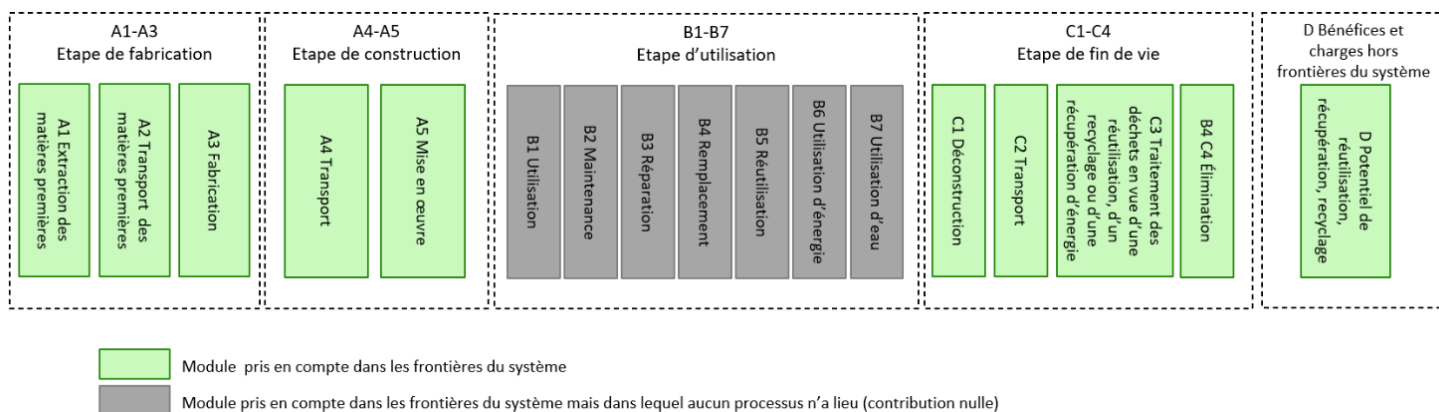 A1-A3
Etape de fabrication
A1 Extraction des
matières premières
A2 Transport des
matières premières
A3 Fabrication
A4-A5
Etape de construction
A4 Transport
A5 Mise en œuvre
B1-B7
Etape d’utilisation
B1 Utilisation
B2 Maintenance
B3 Réparation
B4 Remplacement
B5 Réutilisation
B6 Utilisation d’énergie
B7 Utilisation d’eau
C1-C4
Etape de fin de vie
C1 Déconstruction
C2 Transport
C3 Traitement des
déchets en vue d’une
réutilisation, d’un
recyclage ou d’une
récupération d’énergie
B4 C4 Élimination
D Bénéfices et
charges hors
frontières du système
D Potentiel de
réutilisation,
récupération, recyclage
Module pris en compte dans les frontières du système
Module pris en compte dans les frontières du système mais dans lequel aucun processus n’a lieu (contribution nulle)